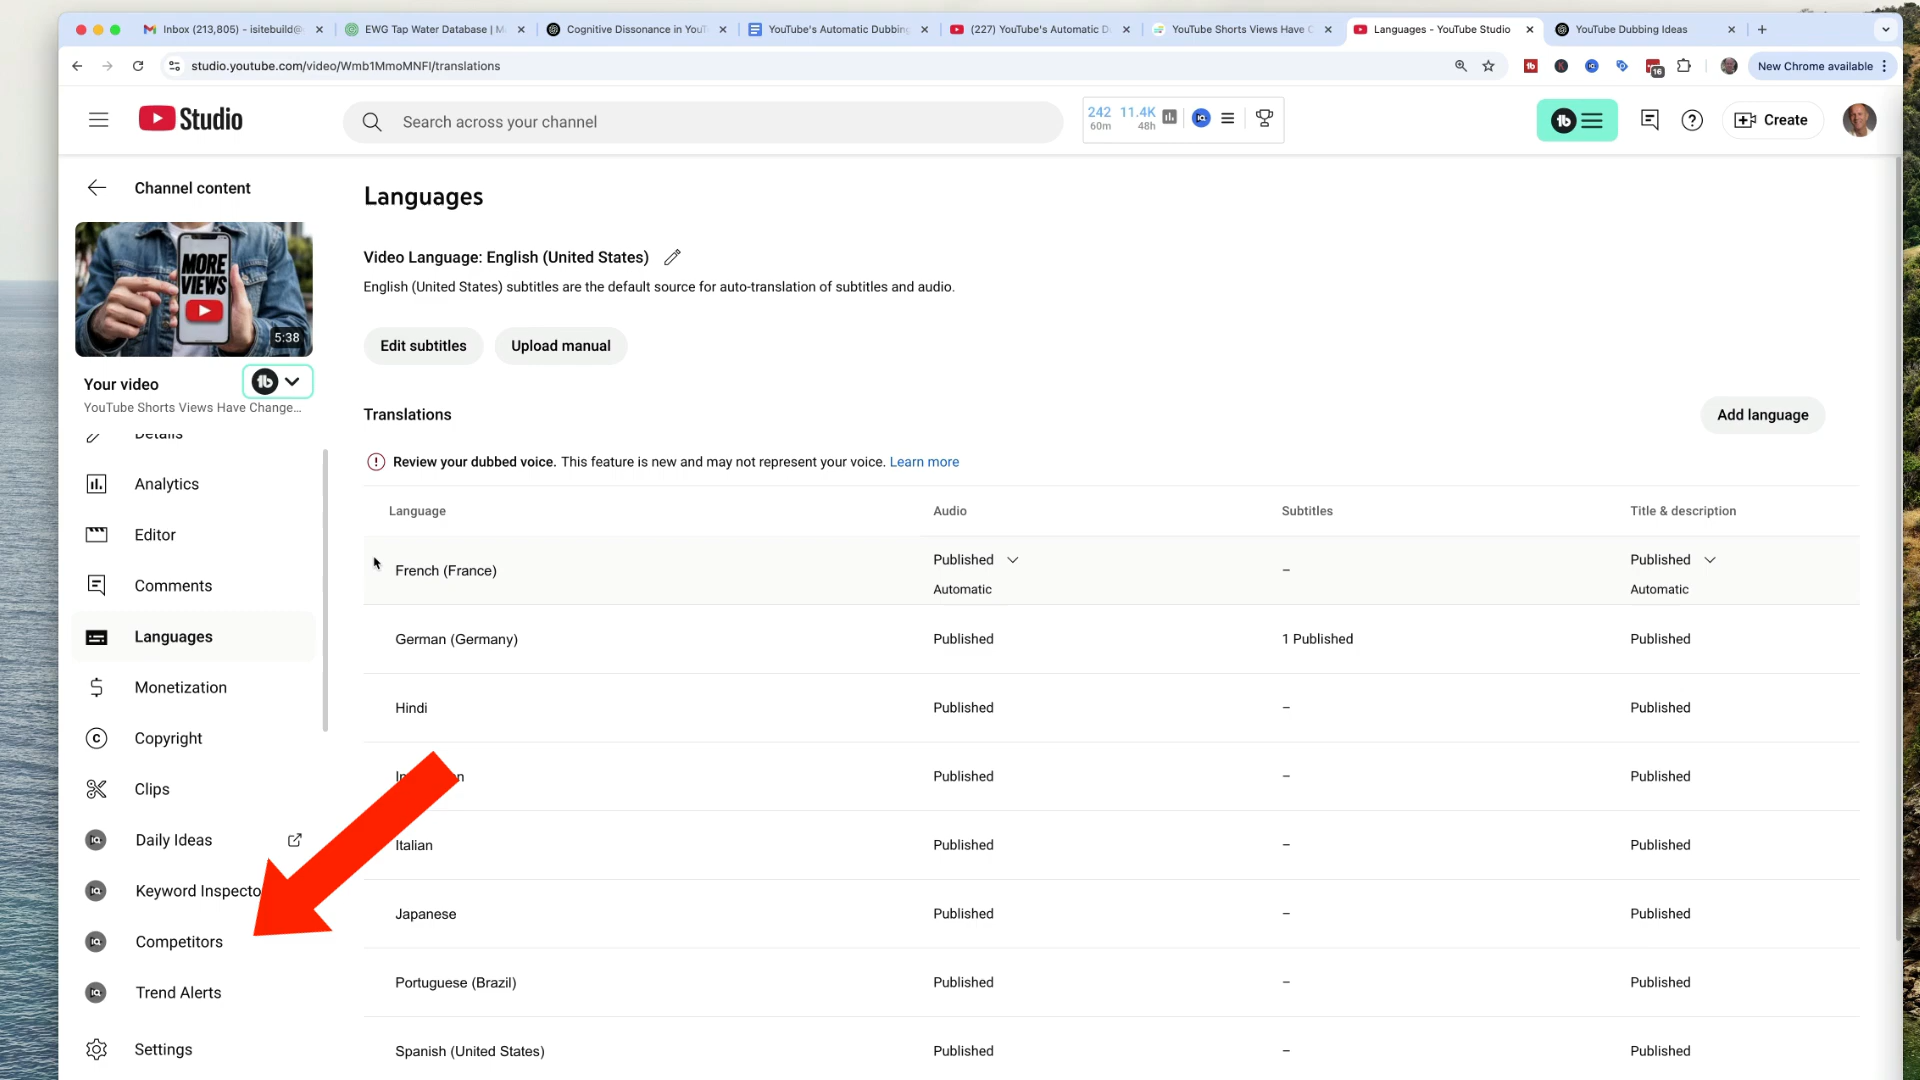 Inbox (213,805) - isitebuild@
EWG Tap Water Database | M
Cognitive Dissonance in YouT
YouTube's Automatic Dubbing
(227) YouTube's Automatic D
YouTube Shorts Views Have C
Languages - YouTube Studio
YouTube Dubbing Ideas
studio.youtube.com/video/Wmb1MmoMNFI/translations
16
New Chrome available
Studio
Search across your channel
242 11.4K
60m 48h
iQ
tb
Create
Channel content
MORE
VIEWS
5:38
Your video
tb
YouTube Shorts Views Have Change...
Details
Analytics
Editor
Comments
Languages
Monetization
Copyright
Clips
Daily Ideas
Keyword Inspecto
Competitors
Trend Alerts
Settings
Languages
Video Language: English (United States)
English (United States) subtitles are the default source for auto-translation of subtitles and audio.
Edit subtitles
Upload manual
Translations
Add language
Review your dubbed voice. This feature is new and may not represent your voice. Learn more
Language Audio Subtitles Title & description
French (France) Published – Published
Automatic Automatic
German (Germany) Published 1 Published Published
Hindi Published – Published
Published – Published
Italian Published – Published
Japanese Published – Published
Portuguese (Brazil) Published – Published
Spanish (United States) Published – Published